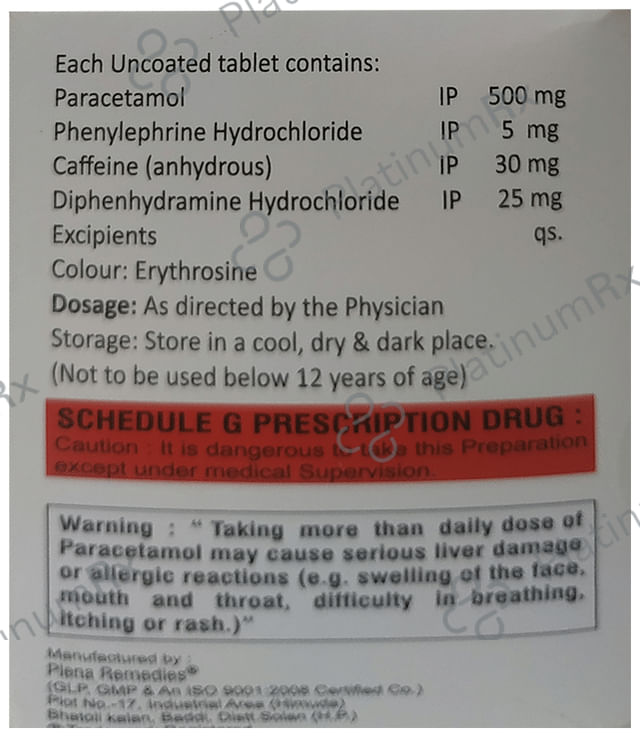 Each Uncoated tablet contains:
Paracetamol IP 500 mg
Phenylephrine Hydrochloride IP 5 mg
Caffeine (anhydrous) IP 30 mg
Diphenhydramine Hydrochloride IP 25 mg
Excipients qs.
Colour: Erythrosine
Dosage: As directed by the Physician
Storage: Store in a cool, dry & dark place.
(Not to be used below 12 years of age)
SCHEDULE G PRESCRIPTION DRUG :
Caution : It is dangerous to take this Preparation
except under medical Supervision.
Warning : " Taking more than daily dose of
Paracetamol may cause serious liver damage
or allergic reactions (e.g. swelling of the face,
mouth and throat, difficulty in breathing,
Itching or rash.)"
Manufactured by :
Plena Remedies®
(GLP, GMP & An ISO 9001:2008 Certified Co.)
Plot No.-17, Industrial Area (Himuda)
Bhatoli Kalan, Baddi, Distt Solan (H.P.)
PlatinumRx